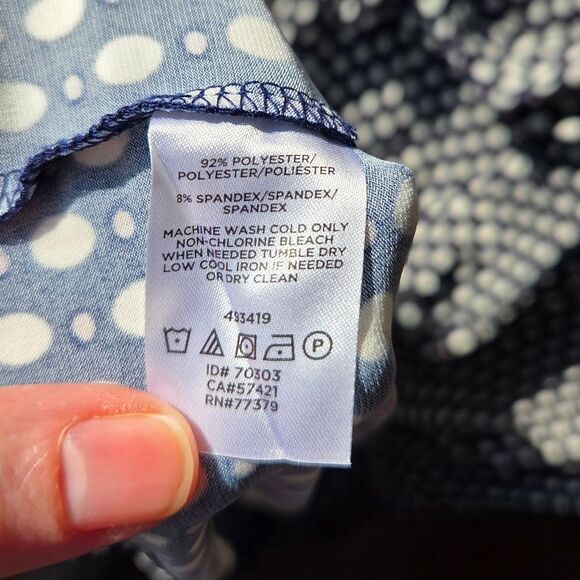 92% POLYESTER/
POLYESTER/POLIÉSTER
8% SPANDEX/SPANDEX/
SPANDEX
MACHINE WASH COLD ONLY
NON-CHLORINE BLEACH
WHEN NEEDED TUMBLE DRY
LOW COOL IRON IF NEEDED
OR DRY CLEAN
493419
P
ID# 70303
CA#57421
RN#77379